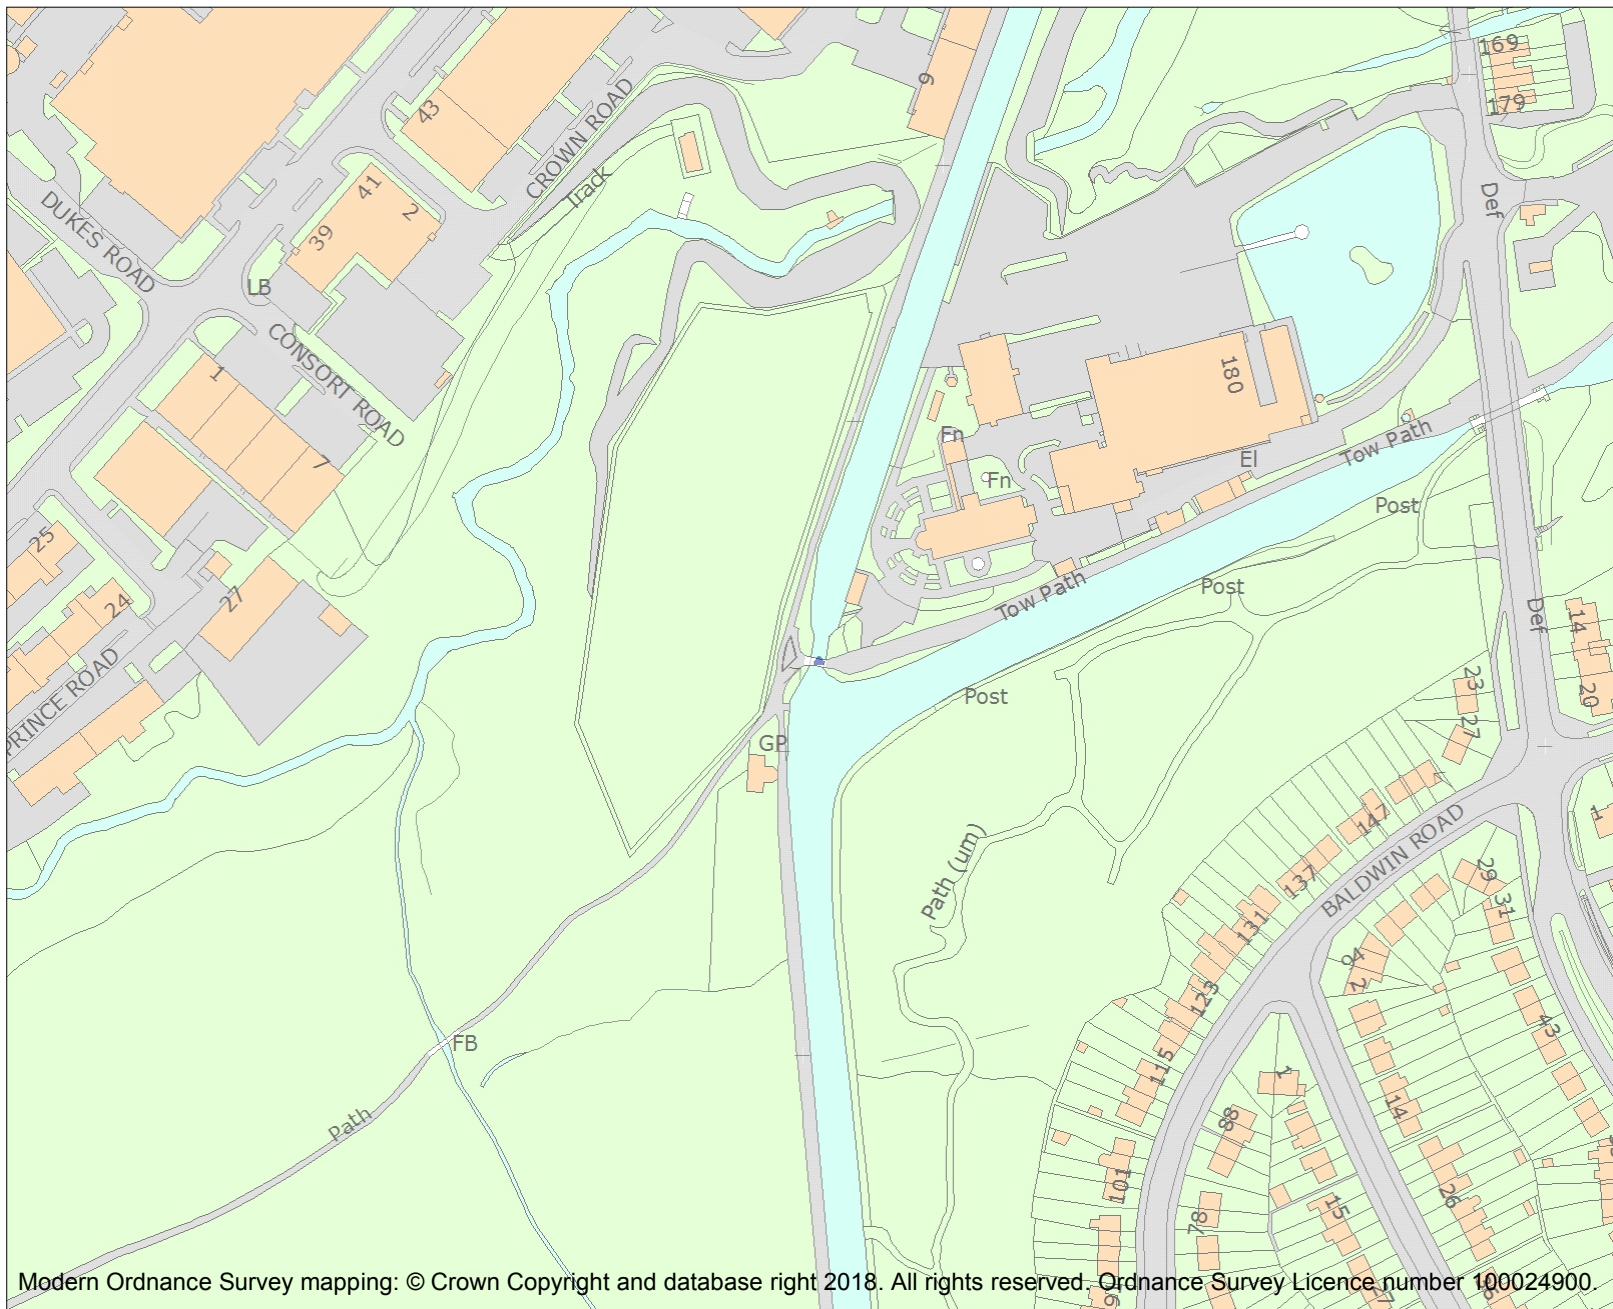 169
179
6
43
CROWN ROAD
Track
41
2
39
DUKES ROAD
LB
Def
CONSORT ROAD
1
7
180
Fn
Fn
El
Tow Path
Post
25
24
27
PRINCE ROAD
Tow Path
Post
Def
14
20
Post
23
27
GP
147
1
Path (um)
137
BALDWIN ROAD
29
31
131
94
2
123
43
FB
115
1
14
88
Path
101
26
15
78
27
Modern Ordnance Survey mapping: © Crown Copyright and database right 2018. All rights reserved. Ordnance Survey Licence number 100024900.